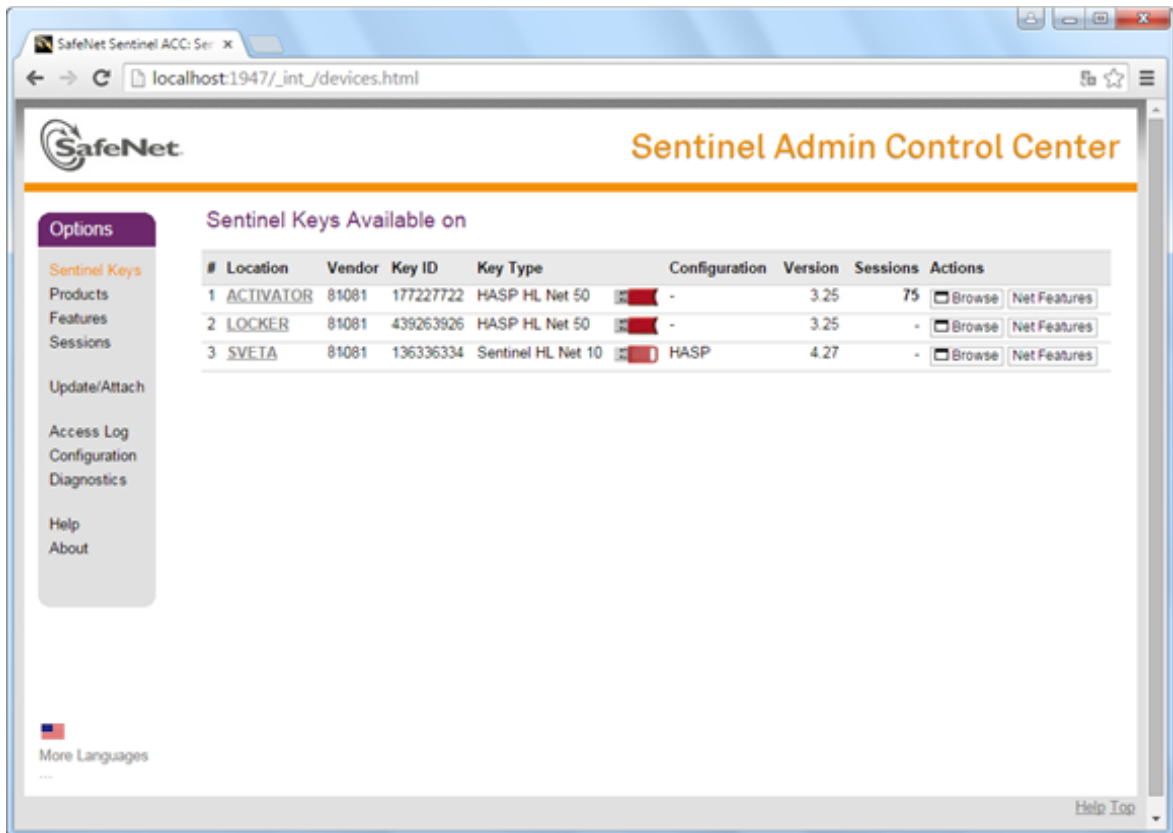 SafeNet Sentinel ACC: Ser
localhost:1947/_int_/devices.html
SafeNet.
Sentinel Admin Control Center
Options
Sentinel Keys
Products
Features
Sessions
Update/Attach
Access Log
Configuration
Diagnostics
Help
About
More Languages
...
Sentinel Keys Available on
# Location Vendor Key ID Key Type Configuration Version Sessions Actions
1 ACTIVATOR 81081 177227722 HASP HL Net 50 - 3.25 75 Browse Net Features
2 LOCKER 81081 439263926 HASP HL Net 50 - 3.25 - Browse Net Features
3 SVETA 81081 136336334 Sentinel HL Net 10 HASP 4.27 - Browse Net Features
Help Top